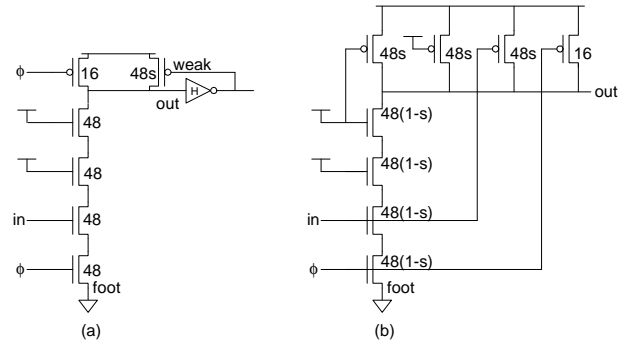 ϕ
16
48s
weak
H
out
48
48
in
48
ϕ
48
foot
(a)
48s
48s
48s
16
out
48(1-s)
48(1-s)
in
48(1-s)
ϕ
48(1-s)
foot
(b)